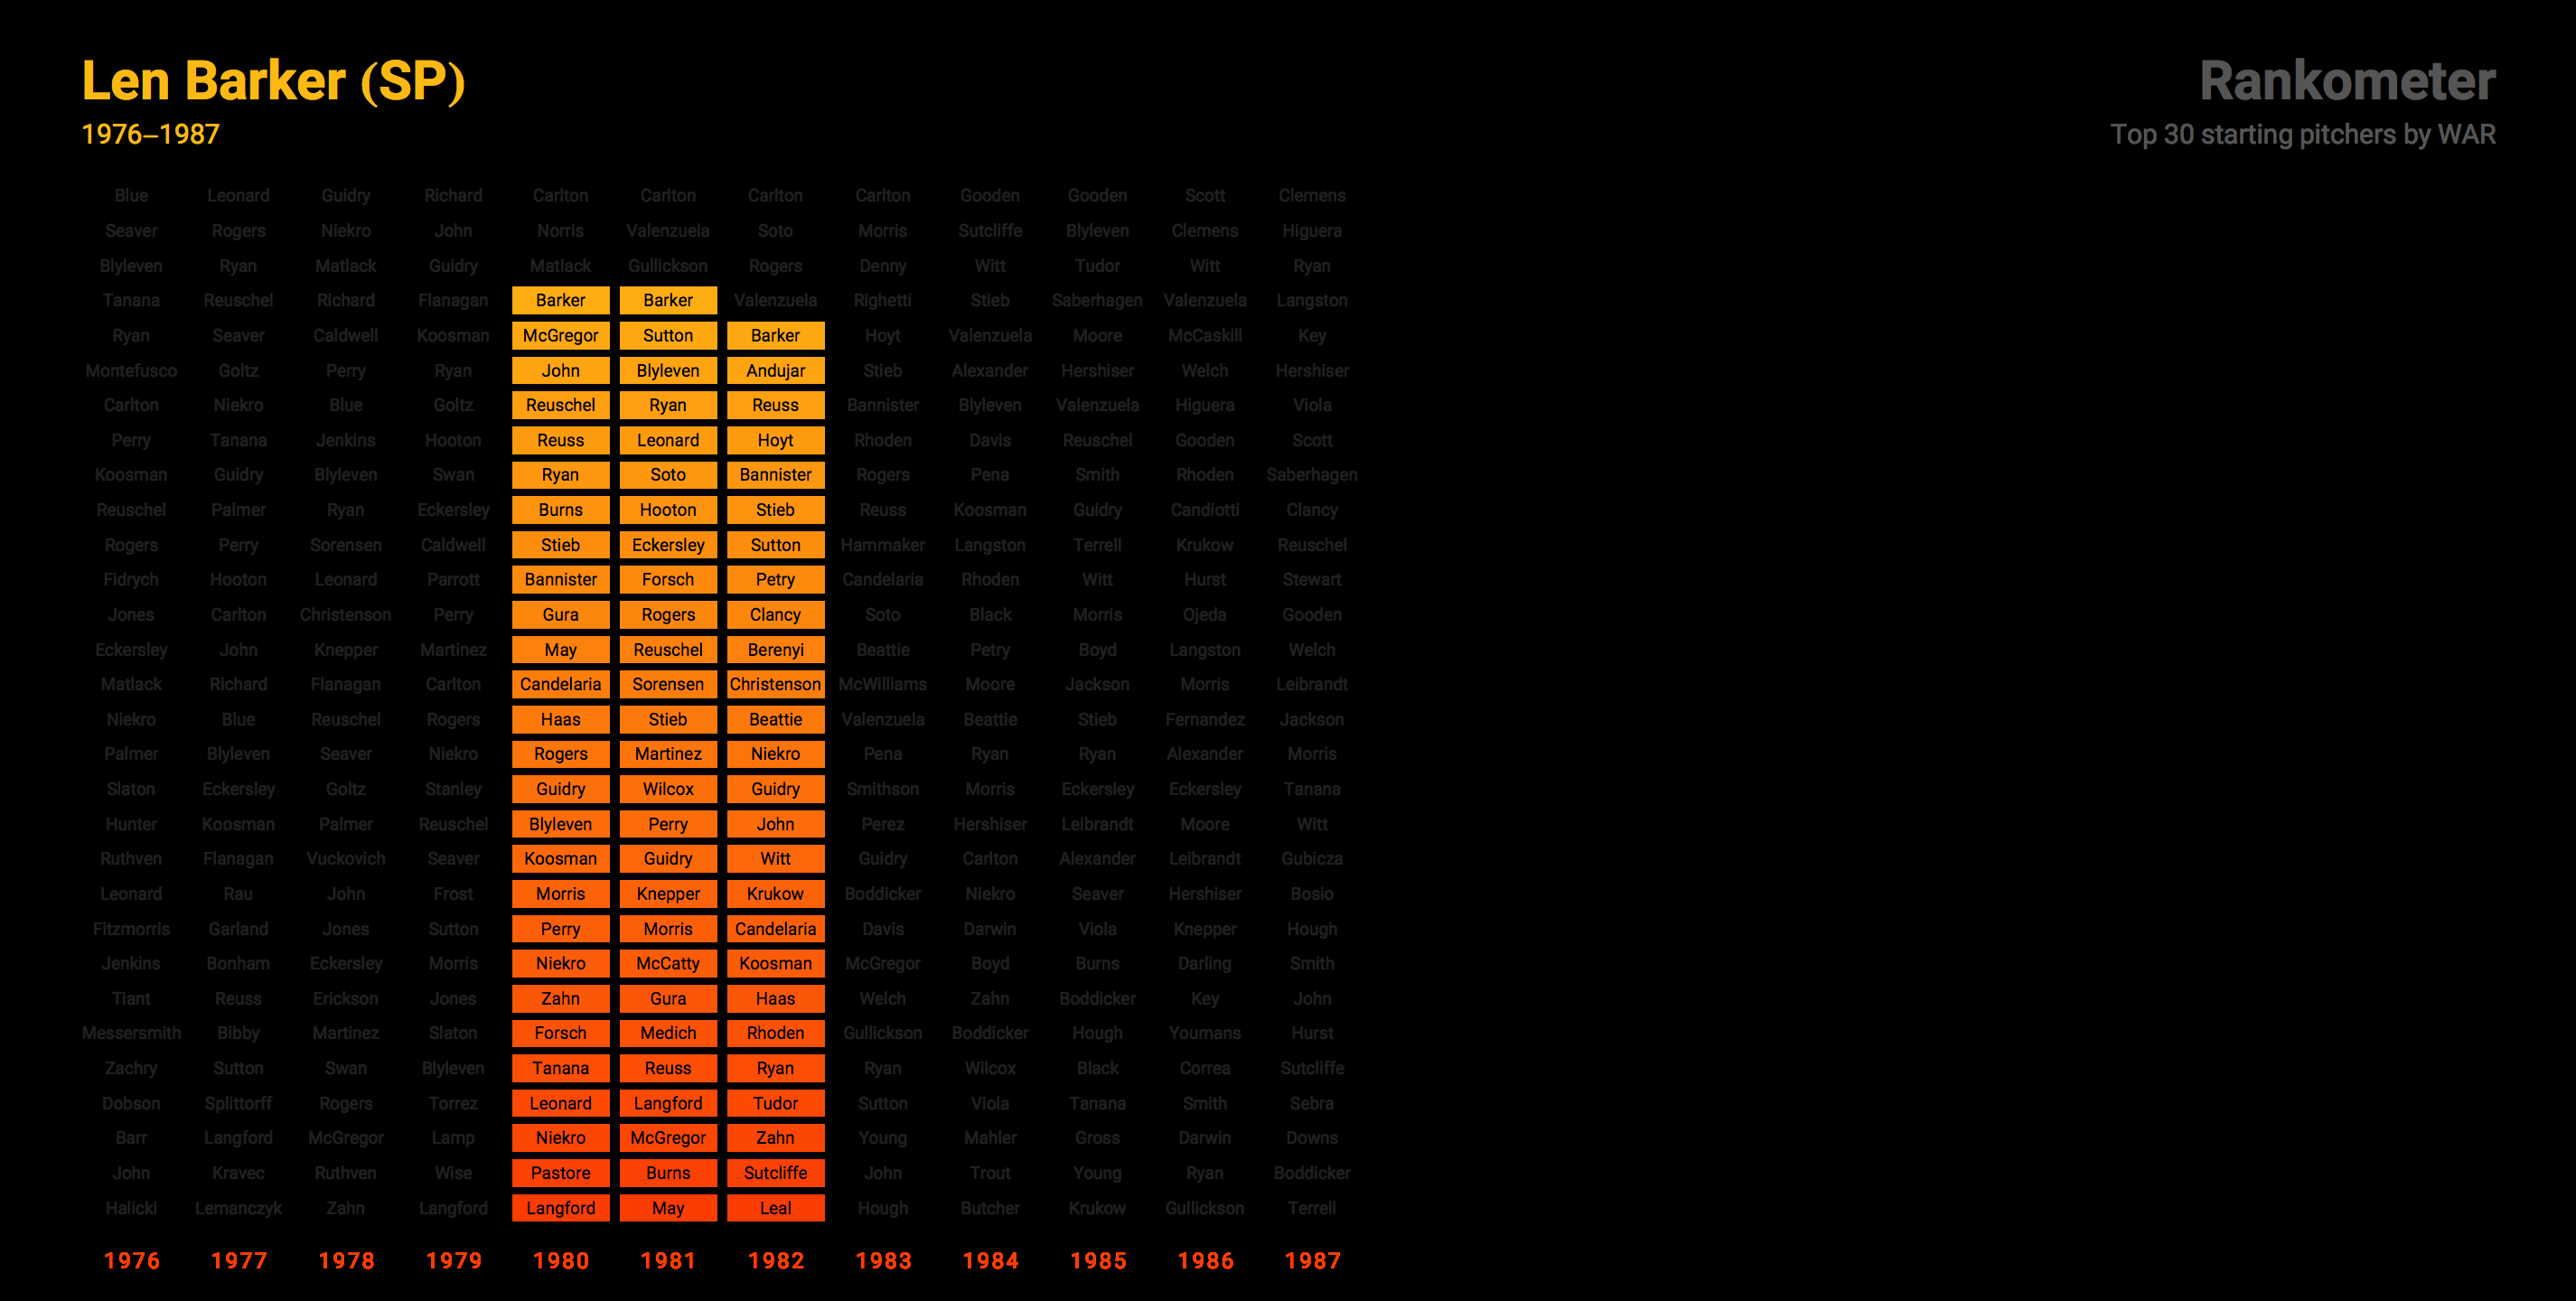 Len Barker (SP)
1976–1987
Rankometer
Top 30 starting pitchers by WAR
Blue Leonard Guidry Richard Carlton Carlton Carlton Carlton Gooden Gooden Scott Clemens
Seaver Rogers Niekro John Norris Valenzuela Soto Morris Sutcliffe Blyleven Clemens Higuera
Blyleven Ryan Matlack Guidry Matlack Gullickson Rogers Denny Witt Tudor Witt Ryan
Tanana Reuschel Richard Flanagan Barker Barker Valenzuela Righetti Stieb Saberhagen Valenzuela Langston
Ryan Seaver Caldwell Koosman McGregor Sutton Barker Hoyt Valenzuela Moore McCaskill Key
Montefusco Goltz Perry Ryan John Blyleven Andujar Stieb Alexander Hershiser Welch Hershiser
Carlton Niekro Blue Goltz Reuschel Ryan Reuss Bannister Blyleven Valenzuela Higuera Viola
Perry Tanana Jenkins Hooton Reuss Leonard Hoyt Rhoden Davis Reuschel Gooden Scott
Koosman Guidry Blyleven Swan Ryan Soto Bannister Rogers Pena Smith Rhoden Saberhagen
Reuschel Palmer Ryan Eckersley Burns Hooton Stieb Reuss Koosman Guidry Candiotti Clancy
Rogers Perry Sorensen Caldwell Stieb Eckersley Sutton Hammaker Langston Terrell Krukow Reuschel
Fidrych Hooton Leonard Parrott Bannister Forsch Petry Candelaria Rhoden Witt Hurst Stewart
Jones Carlton Christenson Perry Gura Rogers Clancy Soto Black Morris Ojeda Gooden
Eckersley John Knepper Martinez May Reuschel Berenyi Beattie Petry Boyd Langston Welch
Matlack Richard Flanagan Carlton Candelaria Sorensen Christenson McWilliams Moore Jackson Morris Leibrandt
Niekro Blue Reuschel Rogers Haas Stieb Beattie Valenzuela Beattie Stieb Fernandez Jackson
Palmer Blyleven Seaver Niekro Rogers Martinez Niekro Pena Ryan Ryan Alexander Morris
Slaton Eckersley Goltz Stanley Guidry Wilcox Guidry Smithson Morris Eckersley Eckersley Tanana
Hunter Koosman Palmer Reuschel Blyleven Perry John Perez Hershiser Leibrandt Moore Witt
Ruthven Flanagan Vuckovich Seaver Koosman Guidry Witt Guidry Carlton Alexander Leibrandt Gubicza
Leonard Rau John Frost Morris Knepper Krukow Boddicker Niekro Seaver Hershiser Bosio
Fitzmorris Garland Jones Sutton Perry Morris Candelaria Davis Darwin Viola Knepper Hough
Jenkins Bonham Eckersley Morris Niekro McCatty Koosman McGregor Boyd Burns Darling Smith
Tiant Reuss Erickson Jones Zahn Gura Haas Welch Zahn Boddicker Key John
Messersmith Bibby Martinez Slaton Forsch Medich Rhoden Gullickson Boddicker Hough Youmans Hurst
Zachry Sutton Swan Blyleven Tanana Reuss Ryan Ryan Wilcox Black Correa Sutcliffe
Dobson Splittorff Rogers Torrez Leonard Langford Tudor Sutton Viola Tanana Smith Sebra
Barr Langford McGregor Lamp Niekro McGregor Zahn Young Mahler Gross Darwin Downs
John Kravec Ruthven Wise Pastore Burns Sutcliffe John Trout Young Ryan Boddicker
Halicki Lemanczyk Zahn Langford Langford May Leal Hough Butcher Krukow Gullickson Terrell
1976 1977 1978 1979 1980 1981 1982 1983 1984 1985 1986 1987